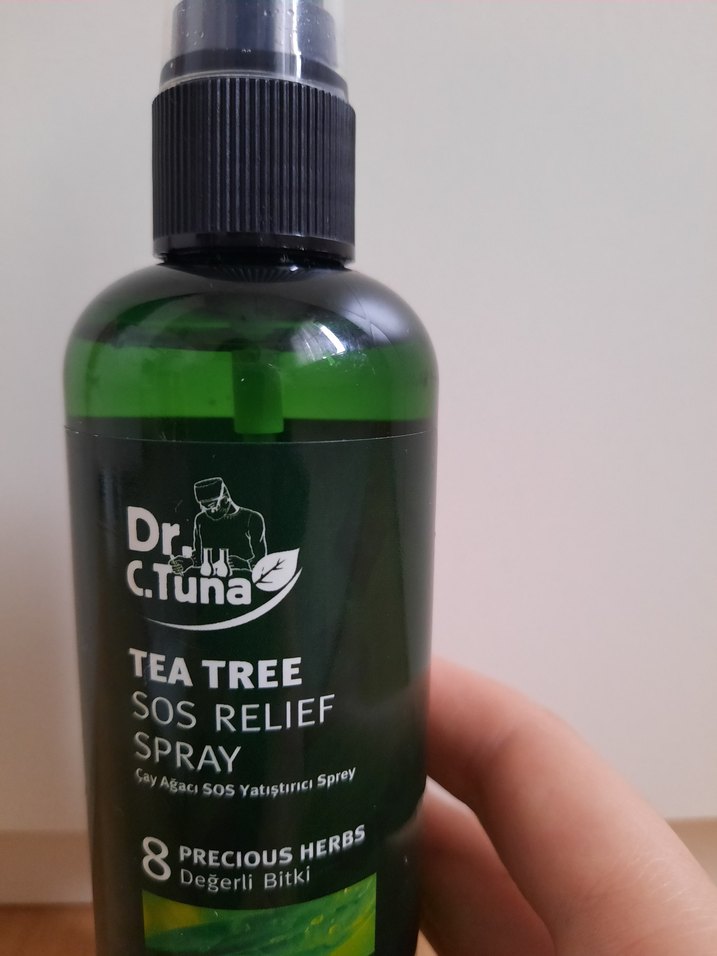 Dr.
C.Tuna
TEA TREE
SOS RELIEF
SPRAY
Çay Ağacı SOS Yatıştırıcı Sprey
8 PRECIOUS HERBS
Değerli Bitki